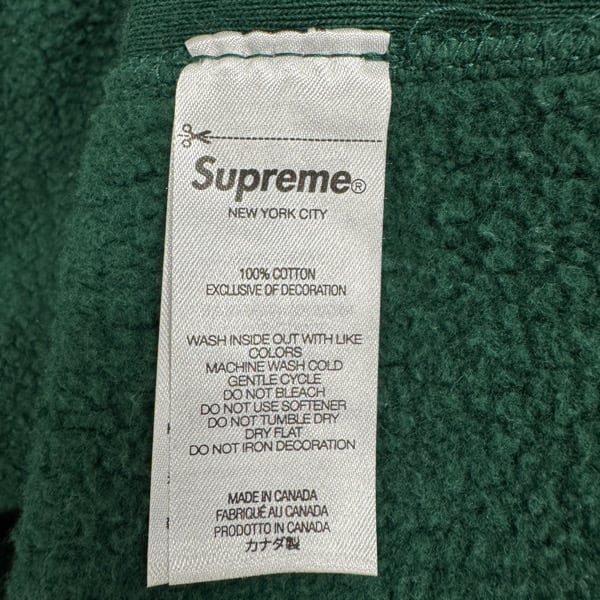 Supreme®
NEW YORK CITY
100% COTTON
EXCLUSIVE OF DECORATION
WASH INSIDE OUT WITH LIKE
COLORS
MACHINE WASH COLD
GENTLE CYCLE
DO NOT BLEACH
DO NOT USE SOFTENER
DO NOT TUMBLE DRY
DRY FLAT
DO NOT IRON DECORATION
MADE IN CANADA
FABRIQUÉ AU CANADA
PRODOTTO IN CANADA
カナダ製